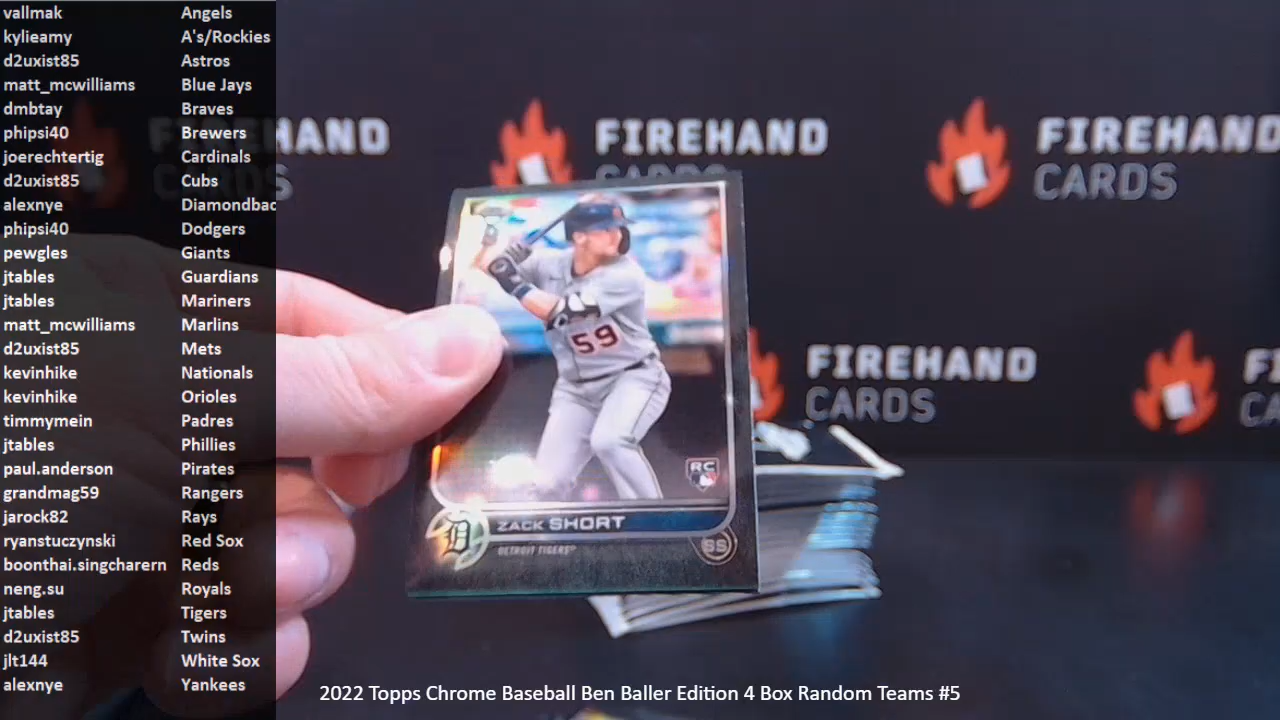 vallmak Angels
kylieamy A's/Rockies
d2uxist85 Astros
matt_mcwilliams Blue Jays
dmbtay Braves
phipsi40 Brewers
joerechtertig Cardinals
d2uxist85 Cubs
alexnye Diamondbac
phipsi40 Dodgers
pewgles Giants
jtables Guardians
jtables Mariners
matt_mcwilliams Marlins
d2uxist85 Mets
kevinhike Nationals
kevinhike Orioles
timmymein Padres
jtables Phillies
paul.anderson Pirates
grandmag59 Rangers
jarock82 Rays
ryanstuczynski Red Sox
boonthai.singcharern Reds
neng.su Royals
jtables Tigers
d2uxist85 Twins
jlt144 White Sox
alexnye Yankees
FIREHAND
CARDS
FIREHAND
CARDS
FIREHAND
CARDS
FIREHAND
CARDS
59
RC
D ZACK SHORT
DETROIT TIGERS
SS
2022 Topps Chrome Baseball Ben Baller Edition 4 Box Random Teams #5